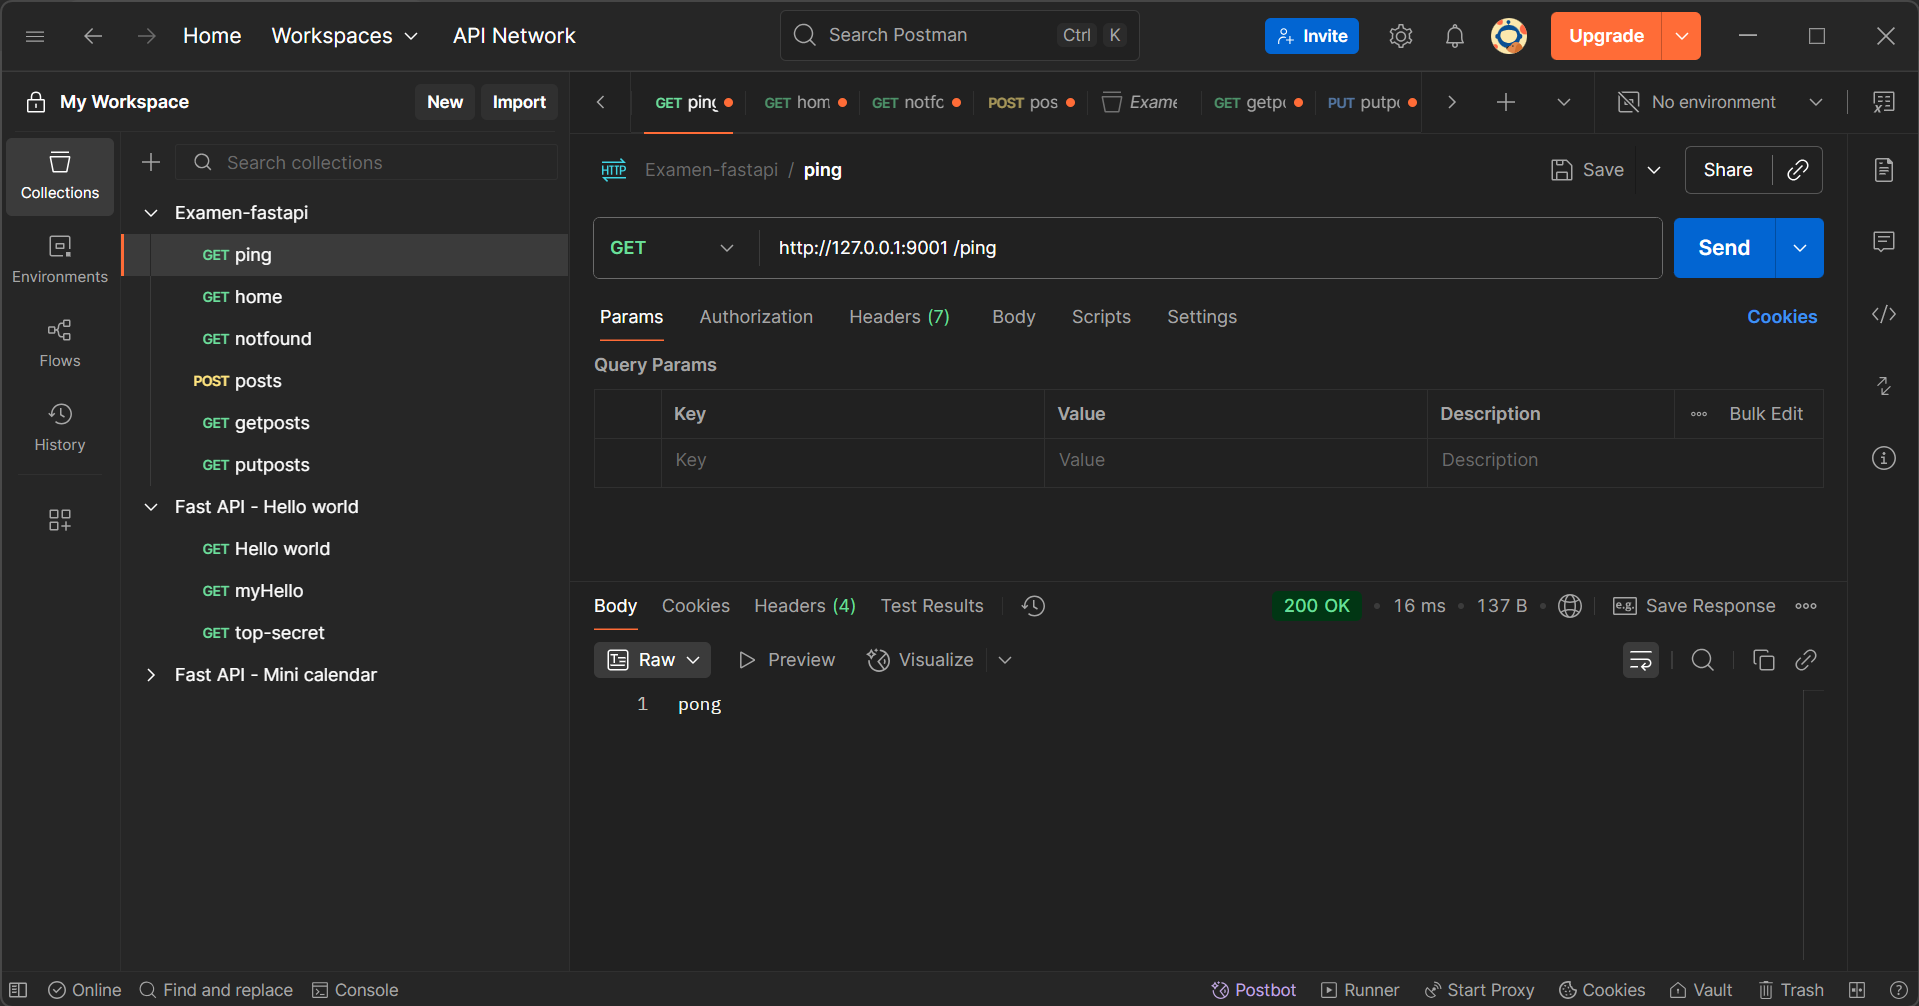 Home Workspaces API Network Search Postman Ctrl K Invite Upgrade
My Workspace New Import GET ping GET hom GET notfc POST pos Exame GET getpo PUT putpo No environment
Collections
Search collections
Environments
Flows
History
Examen-fastapi
GET ping
GET home
GET notfound
POST posts
GET getposts
GET putposts
Fast API - Hello world
GET Hello world
GET myHello
GET top-secret
Fast API - Mini calendar
HTTP Examen-fastapi / ping Save Share
GET http://127.0.0.1:9001 /ping Send
Params Authorization Headers (7) Body Scripts Settings Cookies
Query Params
Key Value Description Bulk Edit
Key Value Description
Body Cookies Headers (4) Test Results 200 OK • 16 ms • 137 B • e.g. Save Response
Raw Preview Visualize
1 pong
Online Find and replace Console Postbot Runner Start Proxy Cookies Vault Trash